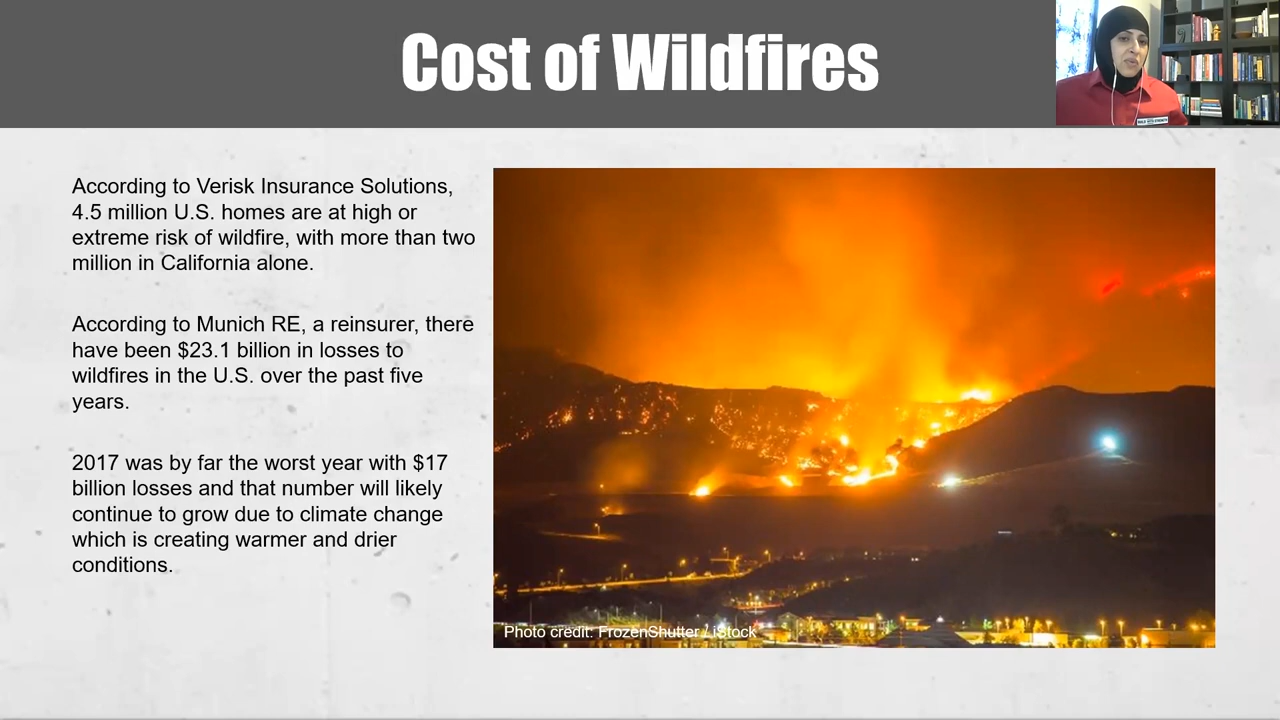 Cost of Wildfires
According to Verisk Insurance Solutions,
4.5 million U.S. homes are at high or
extreme risk of wildfire, with more than two
million in California alone.
According to Munich RE, a reinsurer, there
have been $23.1 billion in losses to
wildfires in the U.S. over the past five
years.
2017 was by far the worst year with $17
billion losses and that number will likely
continue to grow due to climate change
which is creating warmer and drier
conditions.
Photo credit: FrozenShutter / iStock